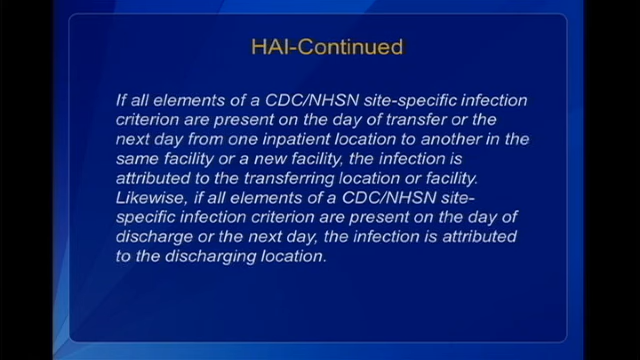 HAI-Continued
If all elements of a CDC/NHSN site-specific infection
criterion are present on the day of transfer or the
next day from one inpatient location to another in the
same facility or a new facility, the infection is
attributed to the transferring location or facility.
Likewise, if all elements of a CDC/NHSN site-
specific infection criterion are present on the day of
discharge or the next day, the infection is attributed
to the discharging location.